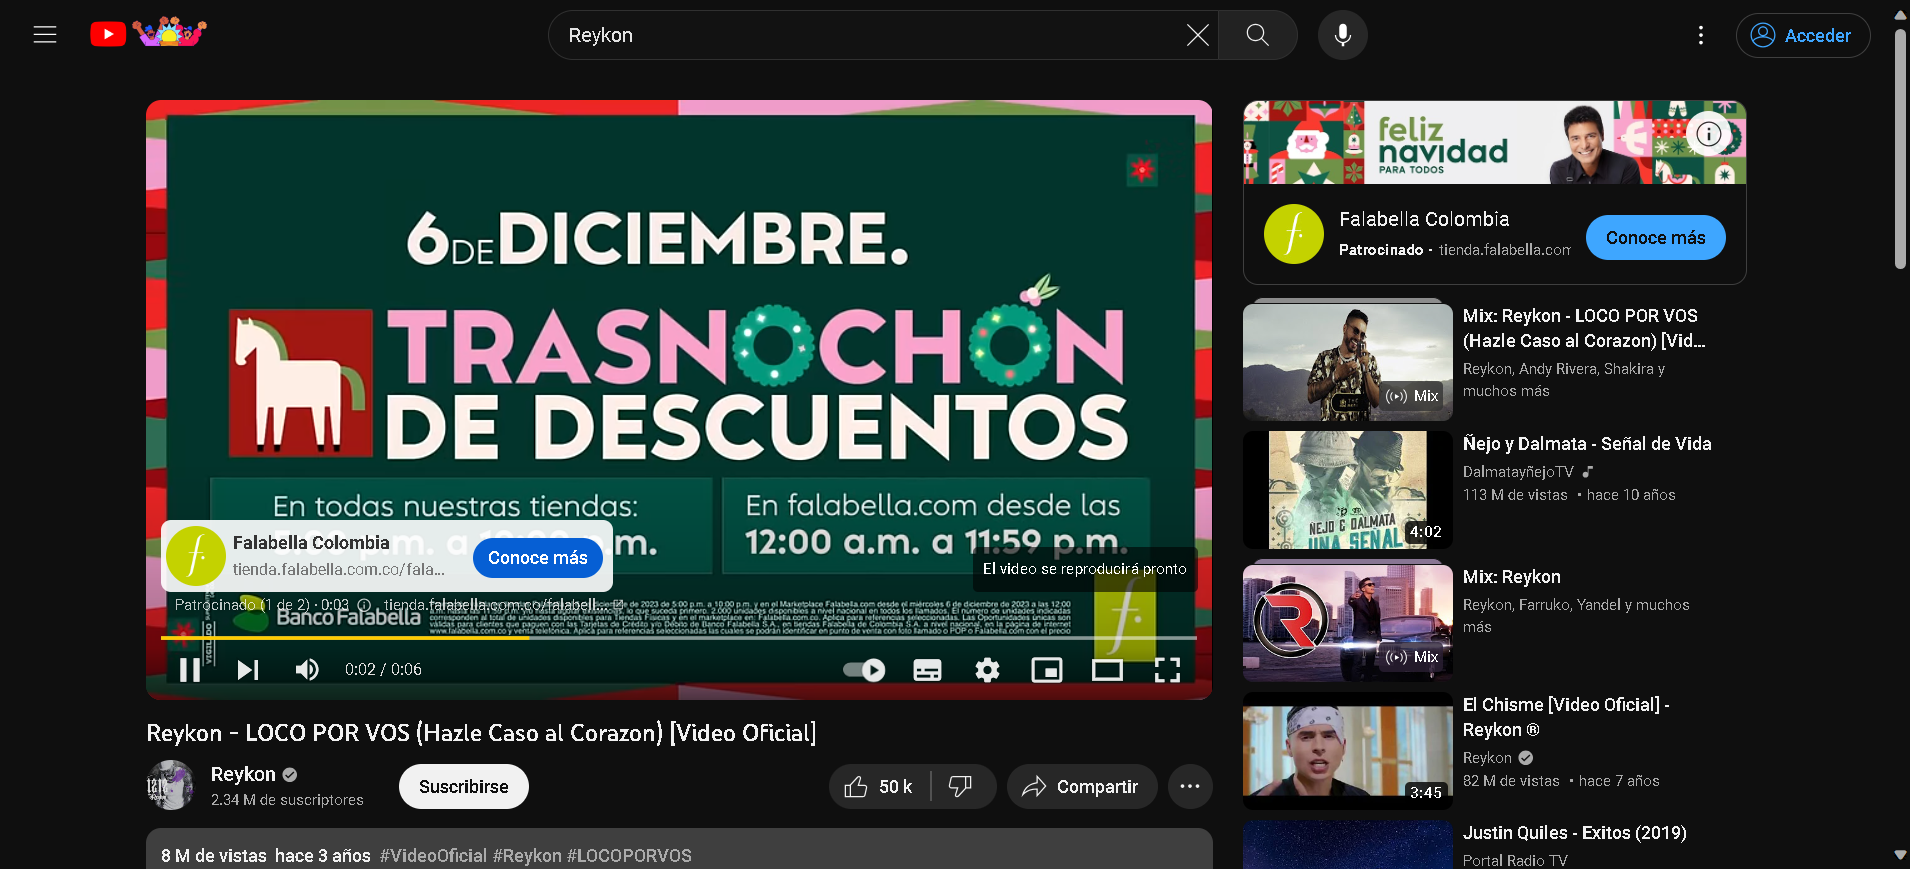 Reykon
Acceder
6 DE DICIEMBRE.
TRASNOCHÓN
DE DESCUENTOS
En todas nuestras tiendas:
En falabella.com desde las
12:00 a.m. a 11:59 p.m.
Falabella Colombia
tienda.falabella.com.co/fala...
Conoce más
El video se reproducirá pronto
Patrocinado (1 de 2) · 0:03
tienda.falabella.com.co/falabell...
Banco Falabella
VIGILADO
0:02 / 0:06
Reykon - LOCO POR VOS (Hazle Caso al Corazon) [Video Oficial]
Reykon
2.34 M de suscriptores
Suscribirse
50 k
Compartir
8 M de vistas hace 3 años #VideoOficial #Reykon #LOCOPORVOS
feliz
navidad
PARA TODOS
Falabella Colombia
Patrocinado · tienda.falabella.com
Conoce más
Mix: Reykon - LOCO POR VOS
(Hazle Caso al Corazon) [Vid...
Reykon, Andy Rivera, Shakira y
muchos más
Mix
Ñejo y Dalmata - Señal de Vida
DalmatayñejoTV
113 M de vistas • hace 10 años
ÑEJO & DALMATA
UNA SEÑAL
4:02
Mix: Reykon
Reykon, Farruko, Yandel y muchos
más
Mix
El Chisme [Video Oficial] -
Reykon ®
Reykon
82 M de vistas • hace 7 años
3:45
Justin Quiles - Exitos (2019)
Portal Radio TV